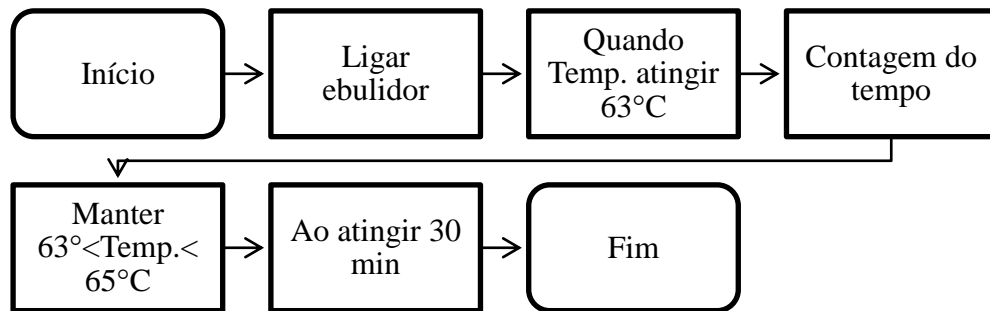 Início
Ligar
ebulidor
Quando
Temp. atingir
63°C
Contagem do
tempo
Manter
63°<Temp.<
65°C
Ao atingir 30
min
Fim